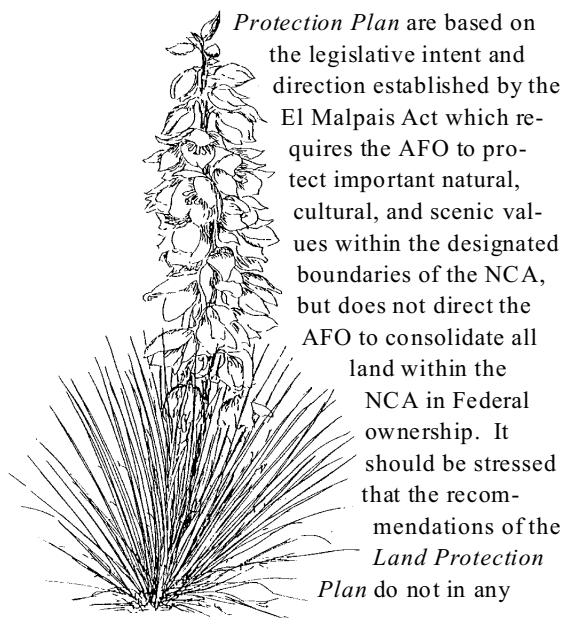 Protection Plan are based on
the legislative intent and
direction established by the
El Malpais Act which re-
quires the AFO to pro-
tect important natural,
cultural, and scenic val-
ues within the designated
boundaries of the NCA,
but does not direct the
AFO to consolidate all
land within the
NCA in Federal
ownership.  It
should be stressed
that the recom-
mendations of the
Land Protection
Plan do not in any